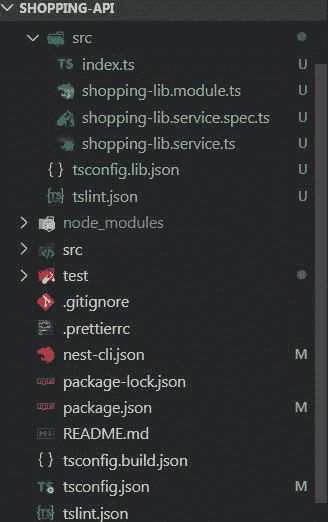 SHOPPING-API
src
TS index.ts U
shopping-lib.module.ts U
shopping-lib.service.spec.ts U
shopping-lib.service.ts U
{} tsconfig.lib.json U
tslint.json U
node_modules
src
test
.gitignore
.prettierrc
nest-cli.json M
package-lock.json
package.json M
README.md
{} tsconfig.build.json
TS tsconfig.json M
tslint.json